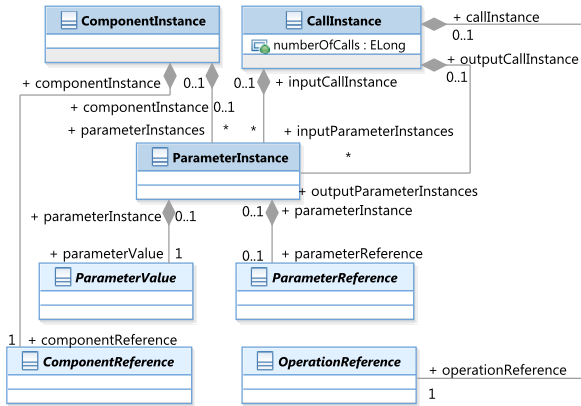 ComponentInstance
CallInstance
+ callInstance
numberOfCalls : ELong
0..1
+ outputCallInstance
+ componentInstance
0..1
0..1
+ inputCallInstance
0..1
+ componentInstance
0..1
+ parameterInstances
*
*
+ inputParameterInstances
ParameterInstance
*
+ outputParameterInstances
+ parameterInstance
0..1
0..1
+ parameterInstance
+ parameterValue
1
0..1
+ parameterReference
ParameterValue
ParameterReference
1
+ componentReference
ComponentReference
OperationReference
+ operationReference
1